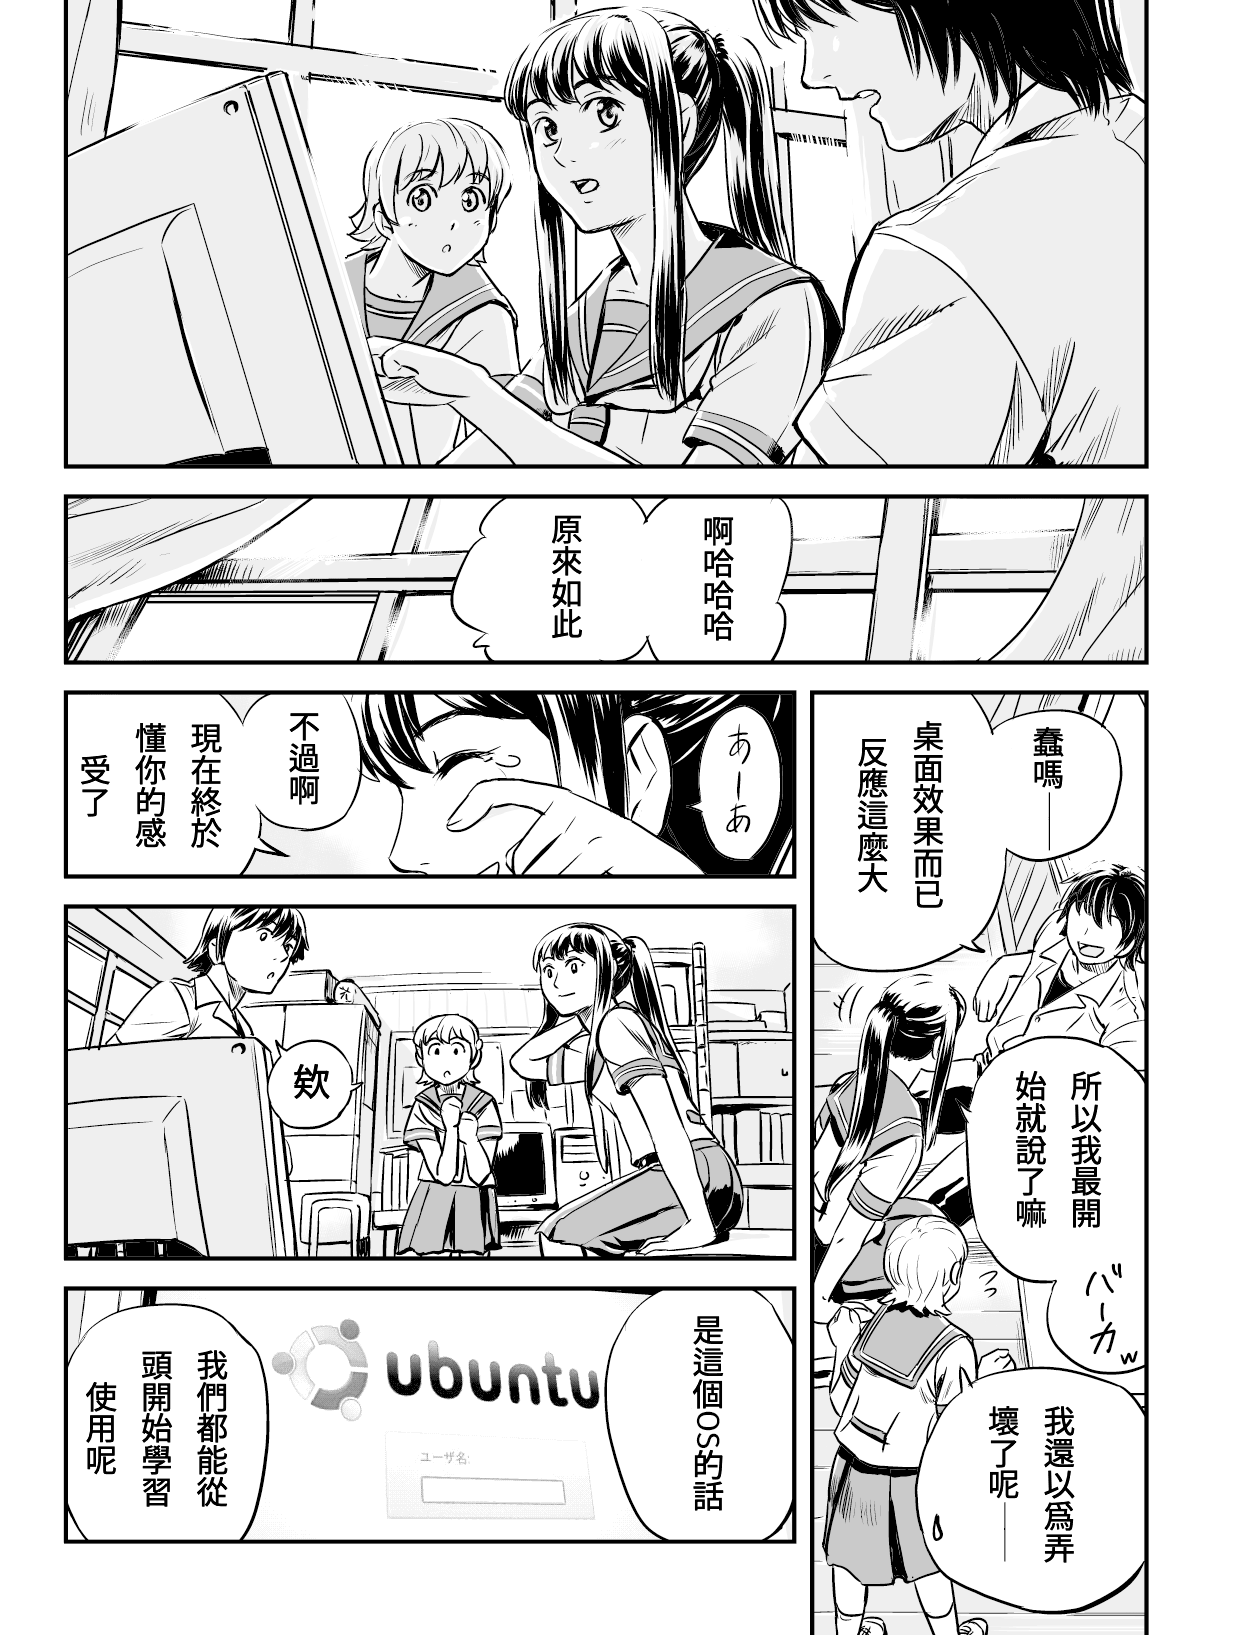 啊哈哈哈
原來如此
蠢嗎——
桌面效果而已
反應這麼大
所以我最開
始就說了嘛
バーカw
我還以爲弄
壞了呢——
あーあ
不過啊
現在終於
懂你的感
受了
欸
是這個OS的話
ubuntu
ユーザ名:
我們都能從
頭開始學習
使用呢